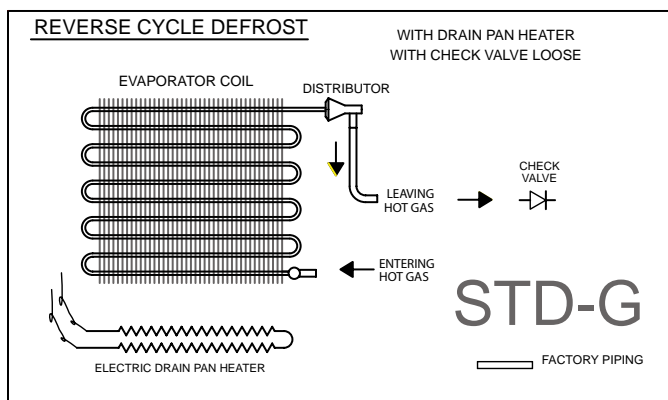 REVERSE CYCLE DEFROST
WITH DRAIN PAN HEATER
WITH CHECK VALVE LOOSE
EVAPORATOR COIL
DISTRIBUTOR
LEAVING
HOT GAS
CHECK
VALVE
ENTERING
HOT GAS
STD-G
ELECTRIC DRAIN PAN HEATER
FACTORY PIPING